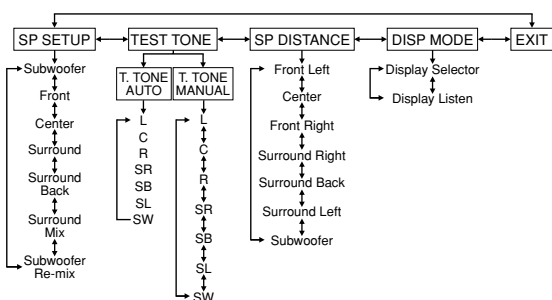 SP SETUP
TEST TONE
SP DISTANCE
DISP MODE
EXIT
Subwoofer
Front
Center
Surround
Surround
Back
Surround
Mix
Subwoofer
Re-mix
T. TONE
AUTO
L
C
R
SR
SB
SL
SW
T. TONE
MANUAL
L
C
R
SR
SB
SL
SW
Front Left
Center
Front Right
Surround Right
Surround Back
Surround Left
Subwoofer
Display Selector
Display Listen